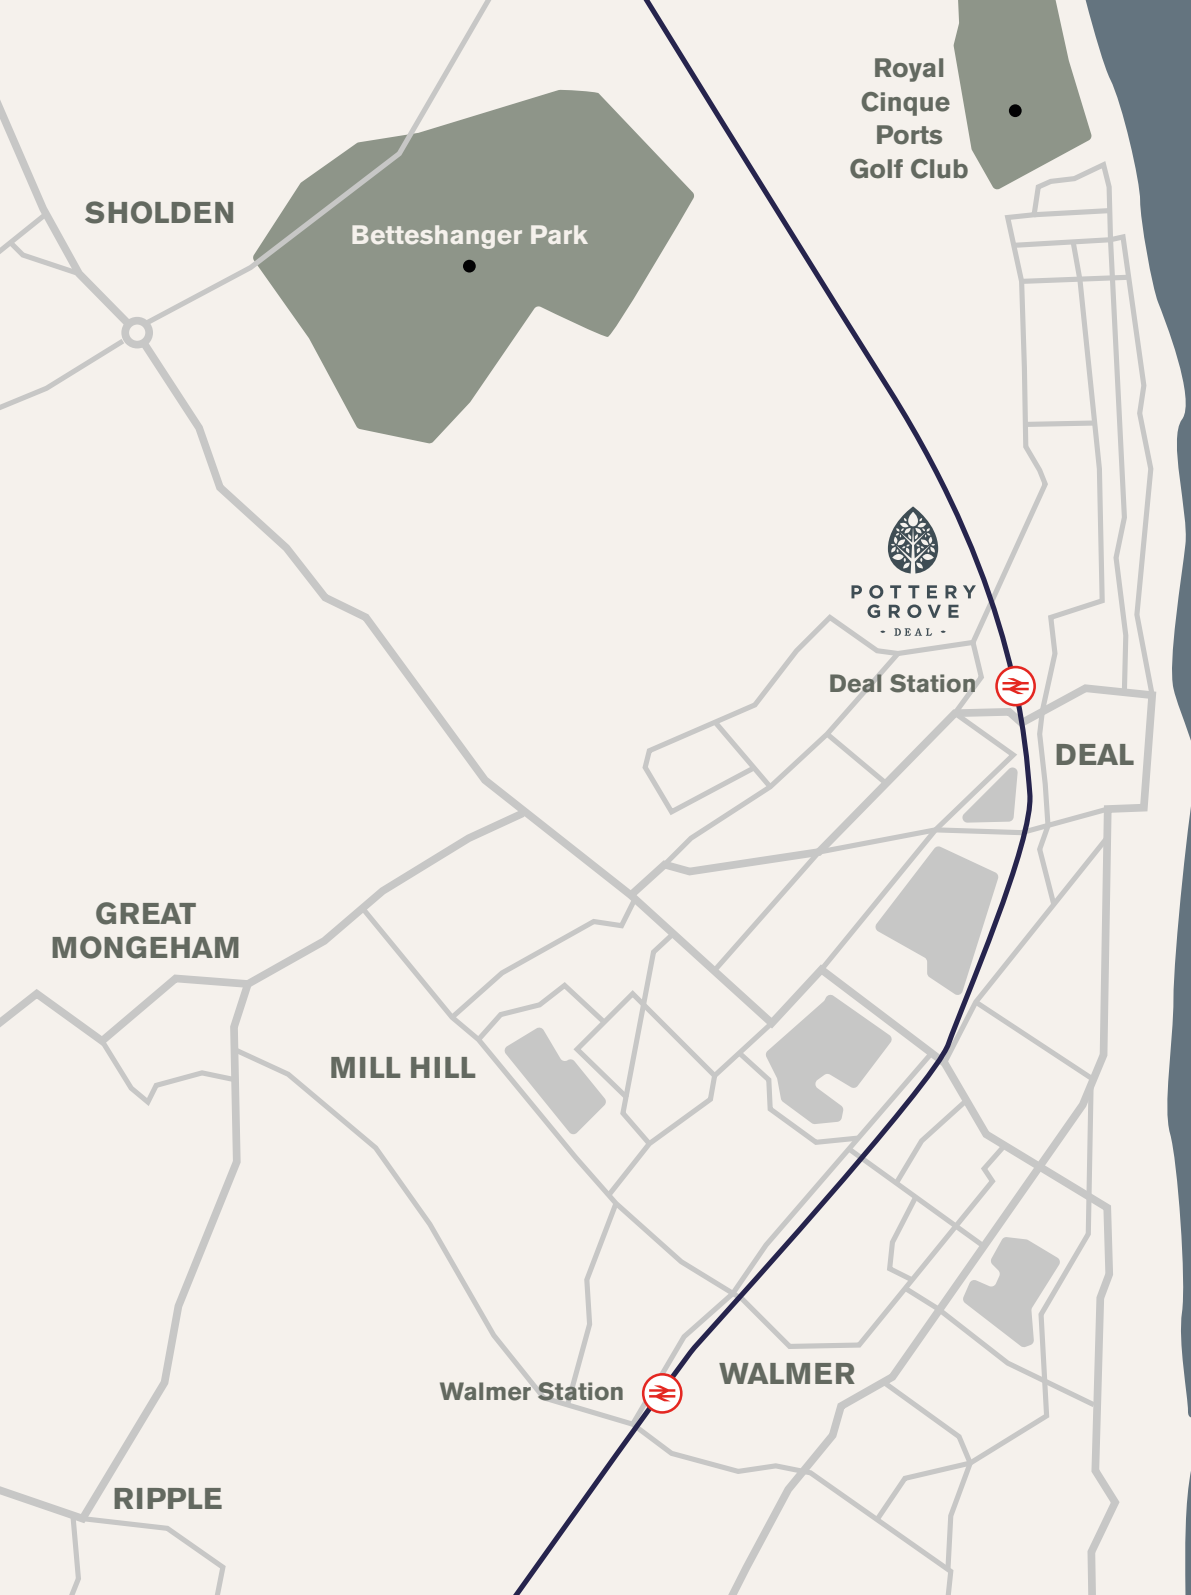 Royal
Cinque
Ports
Golf Club
SHOLDEN
Betteshanger Park
POTTERY
GROVE
- DEAL -
Deal Station
DEAL
GREAT
MONGEHAM
MILL HILL
WALMER
Walmer Station
RIPPLE